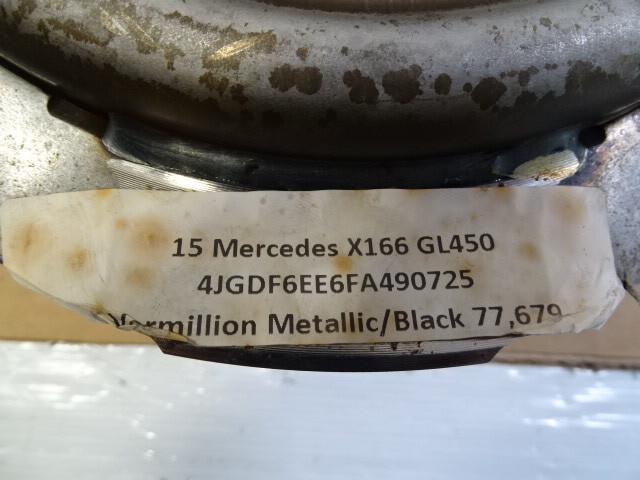 15 Mercedes X166 GL450
4JGDF6EE6FA490725
Vermillion Metallic/Black 77,679